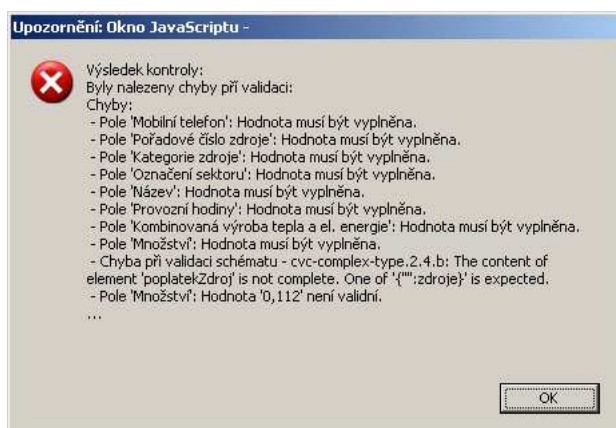 Upozornění: Okno JavaScriptu -
Výsledek kontroly:
Byly nalezeny chyby při validaci:
Chyby:
- Pole 'Mobilní telefon': Hodnota musí být vyplněna.
- Pole 'Pořadové číslo zdroje': Hodnota musí být vyplněna.
- Pole 'Kategorie zdroje': Hodnota musí být vyplněna.
- Pole 'Označení sektoru': Hodnota musí být vyplněna.
- Pole 'Název': Hodnota musí být vyplněna.
- Pole 'Provozní hodiny': Hodnota musí být vyplněna.
- Pole 'Kombinovaná výroba tepla a el. energie': Hodnota musí být vyplněna.
- Pole 'Množství': Hodnota musí být vyplněna.
- Chyba při validaci schématu - cvc-complex-type.2.4.b: The content of
element 'poplatekZdroj' is not complete. One of '{"":zdroje}' is expected.
- Pole 'Množství': Hodnota '0,112' není validní.
...
OK